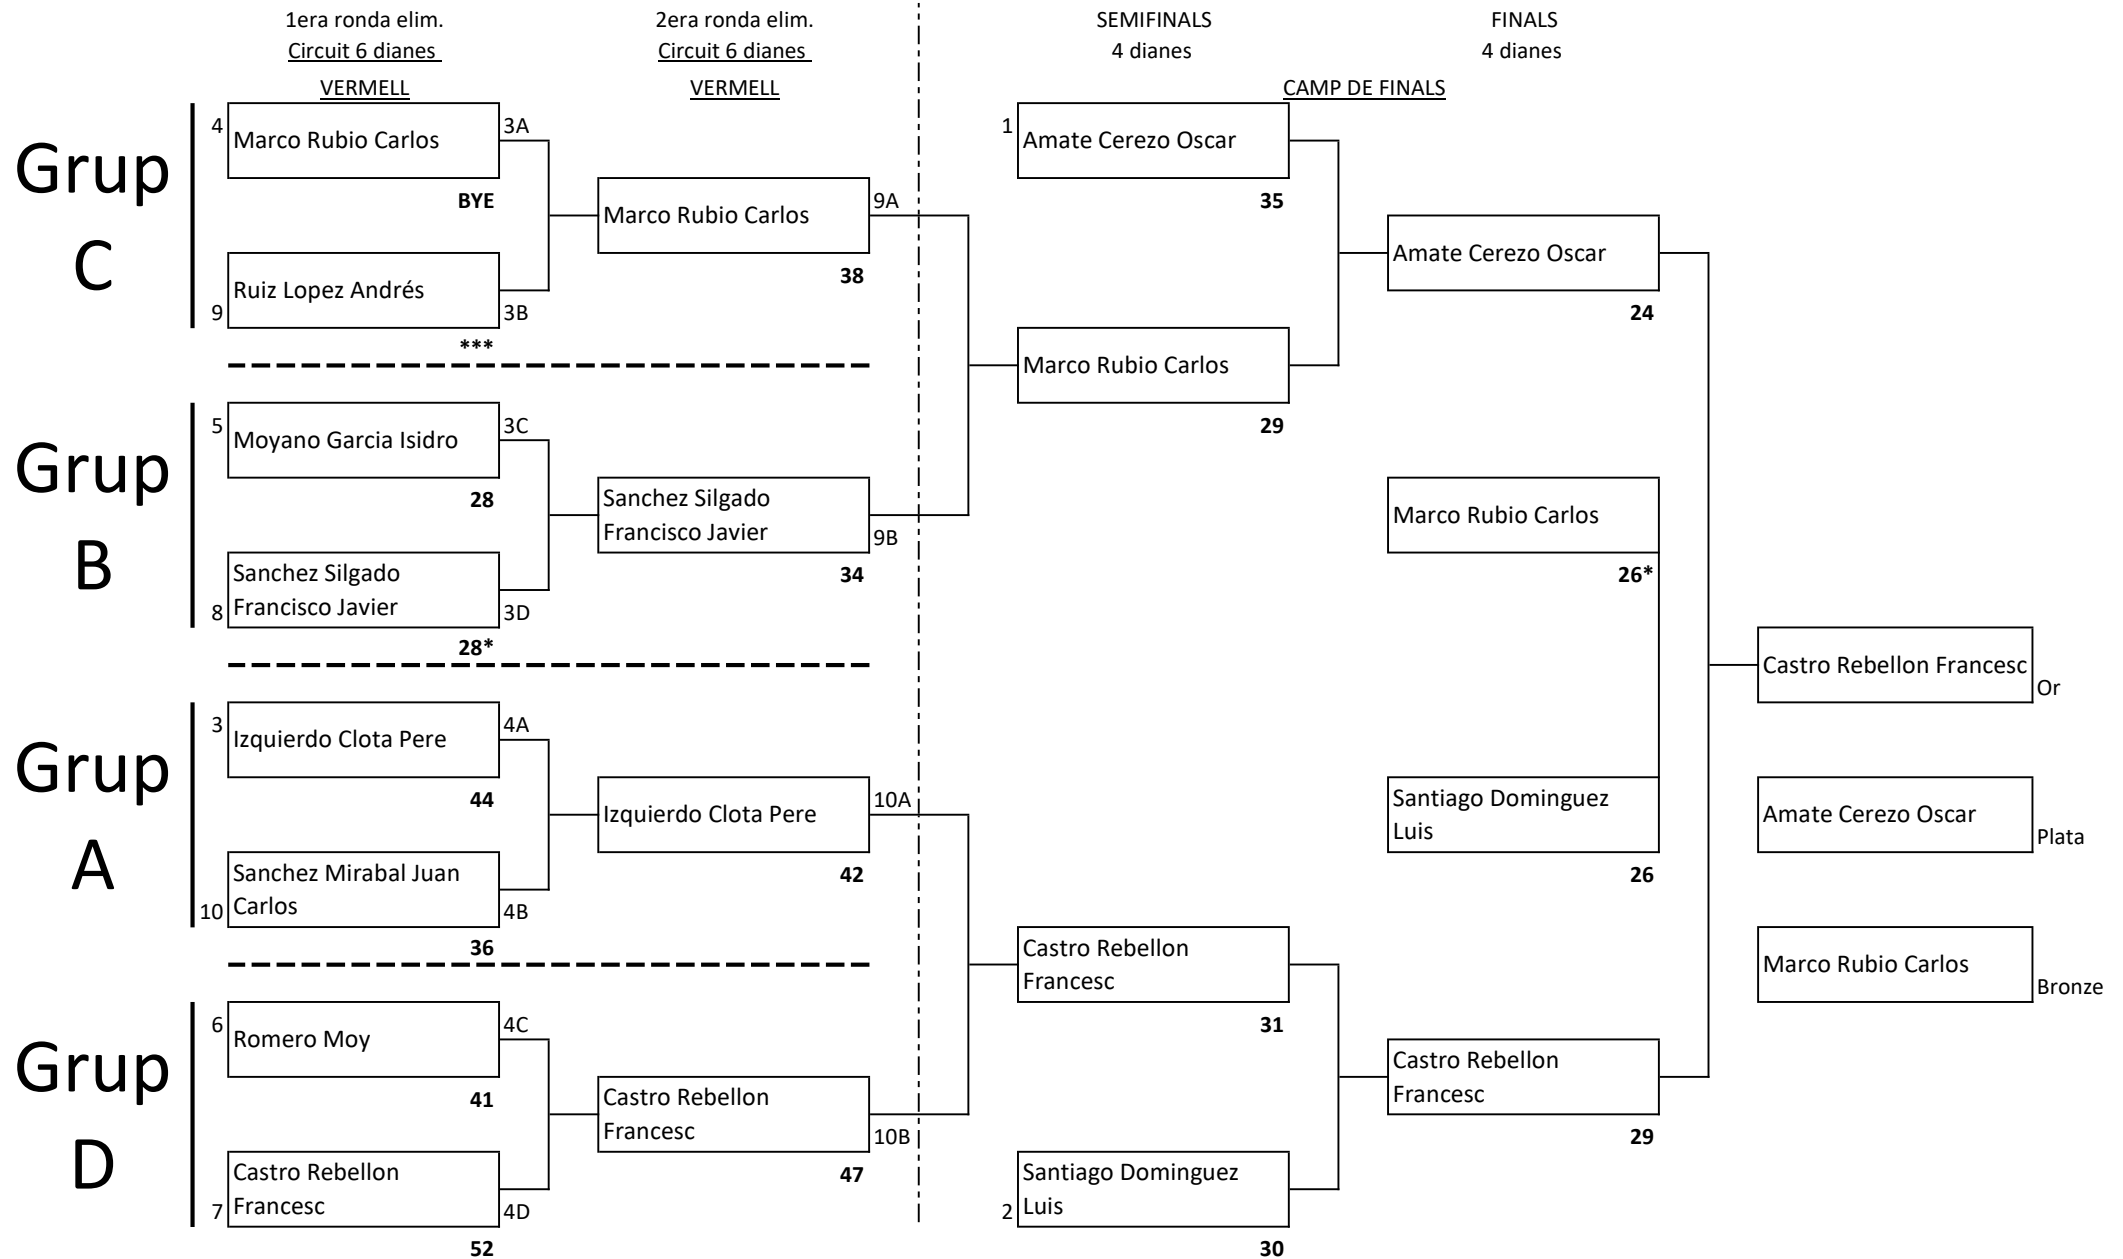 1era ronda elim.
Circuit 6 dianes
VERMELL
2era ronda elim.
Circuit 6 dianes
VERMELL
SEMIFINALS
4 dianes
FINALS
4 dianes
CAMP DE FINALS
Grup
C
4
Marco Rubio Carlos
3A
BYE
9
Ruiz Lopez Andrés
3B
***
Marco Rubio Carlos
9A
38
Grup
B
5
Moyano Garcia Isidro
3C
28
8
Sanchez Silgado
Francisco Javier
3D
28*
Sanchez Silgado
Francisco Javier
9B
34
Grup
A
3
Izquierdo Clota Pere
4A
44
10
Sanchez Mirabal Juan
Carlos
4B
36
Izquierdo Clota Pere
10A
42
Grup
D
6
Romero Moy
4C
41
7
Castro Rebellon
Francesc
4D
52
Castro Rebellon
Francesc
10B
47
1
Amate Cerezo Oscar
35
Marco Rubio Carlos
29
Castro Rebellon
Francesc
31
2
Santiago Dominguez
Luis
30
Amate Cerezo Oscar
24
Marco Rubio Carlos
26*
Santiago Dominguez
Luis
26
Castro Rebellon
Francesc
29
Castro Rebellon Francesc
Or
Amate Cerezo Oscar
Plata
Marco Rubio Carlos
Bronze